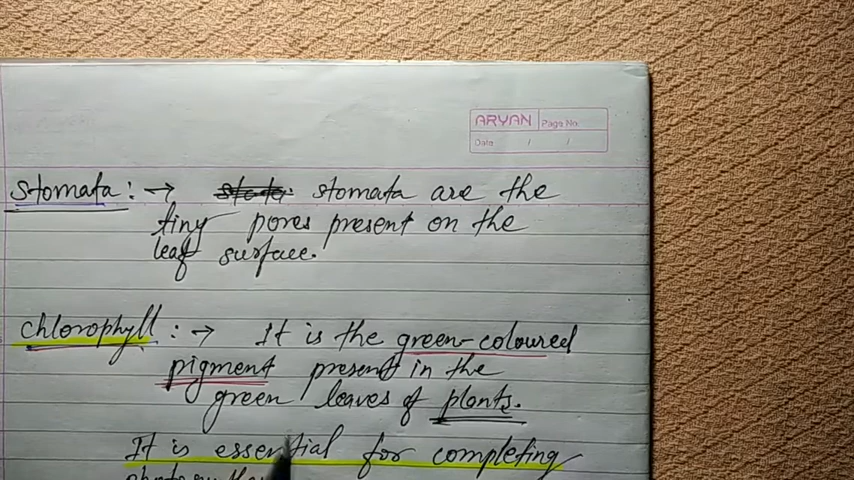 ARYAN Page No.
Date / /
Stomata :→ stomata are the
tiny pores present on the
leaf surface.
Chlorophyll :→ It is the green-coloured
pigment present in the
green leaves of plants.
It is essential for completing